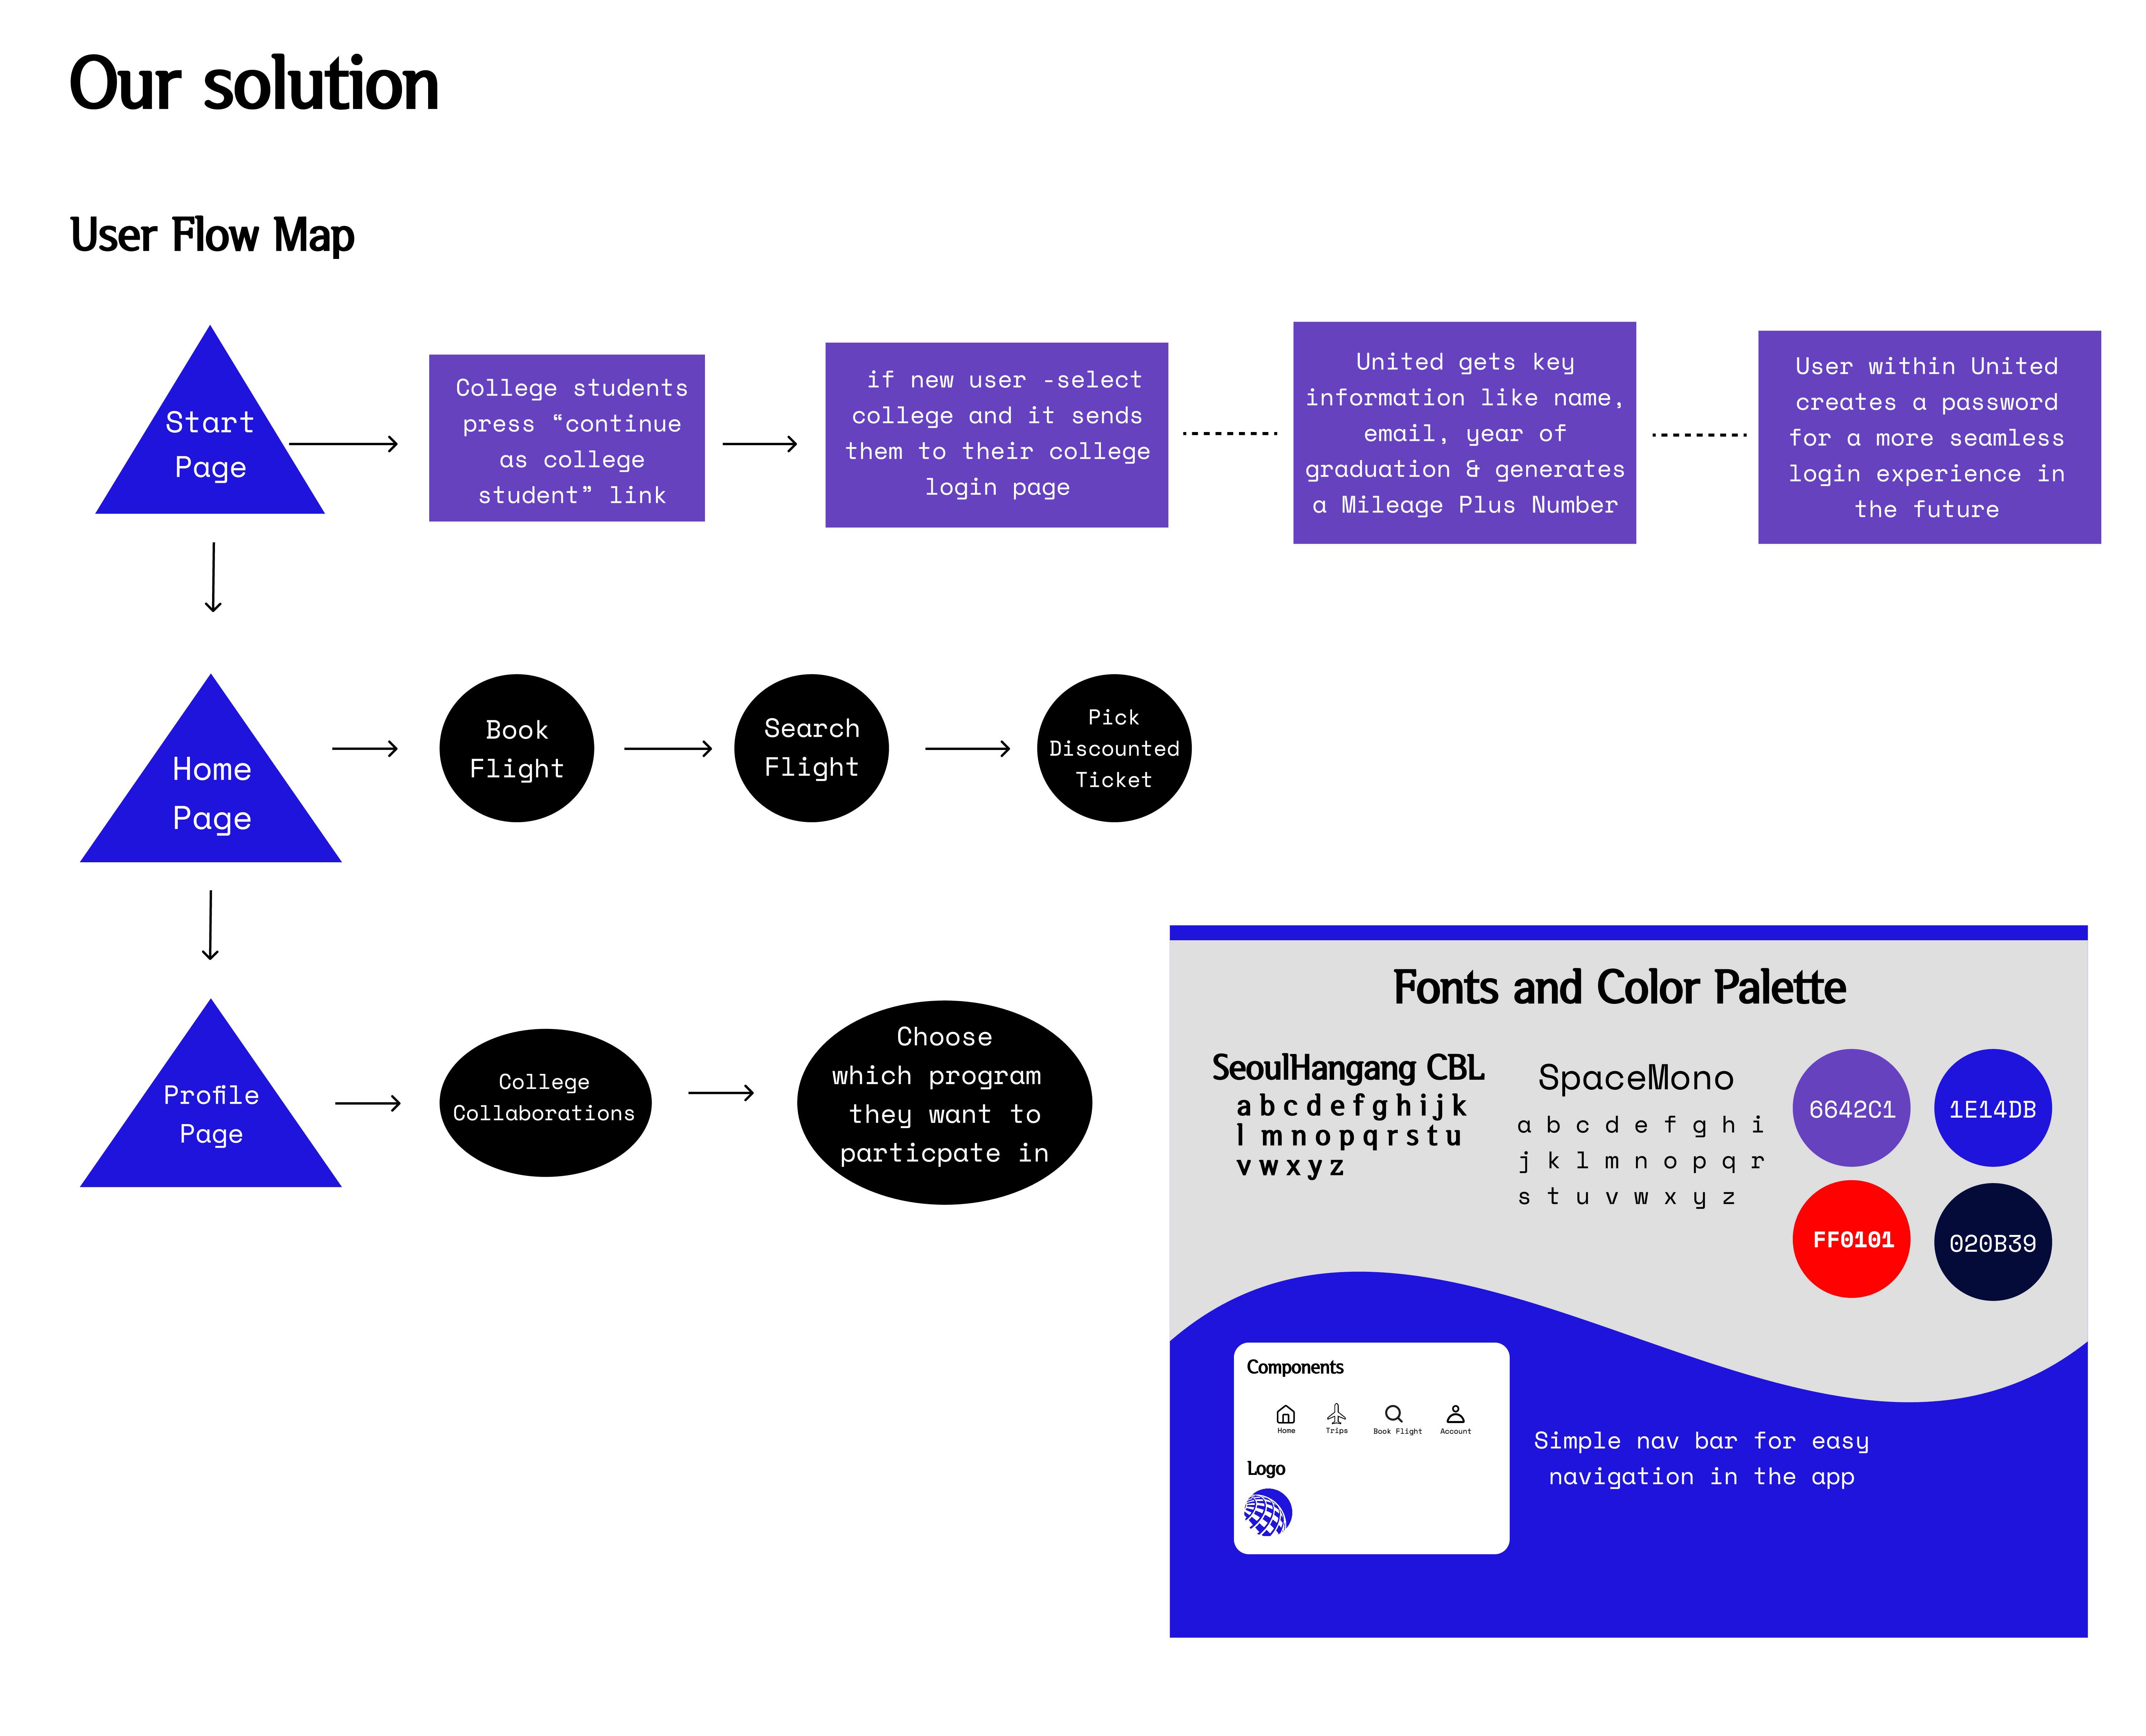 Our solution
User Flow Map
Start
Page
College students
press “continue
as college
student” link
if new user -select
college and it sends
them to their college
login page
United gets key
information like name,
email, year of
graduation & generates
a Mileage Plus Number
User within United
creates a password
for a more seamless
login experience in
the future
Home
Page
Book
Flight
Search
Flight
Pick
Discounted
Ticket
Profile
Page
College
Collaborations
Choose
which program
they want to
particpate in
Fonts and Color Palette
SeoulHangang CBL
a b c d e f g h i j k
l m n o p q r s t u
v w x y z
SpaceMono
a b c d e f g h i
j k l m n o p q r
s t u v w x y z
6642C1
1E14DB
FF0101
020B39
Components
Home
Trips
Book Flight
Account
Logo
Simple nav bar for easy
navigation in the app